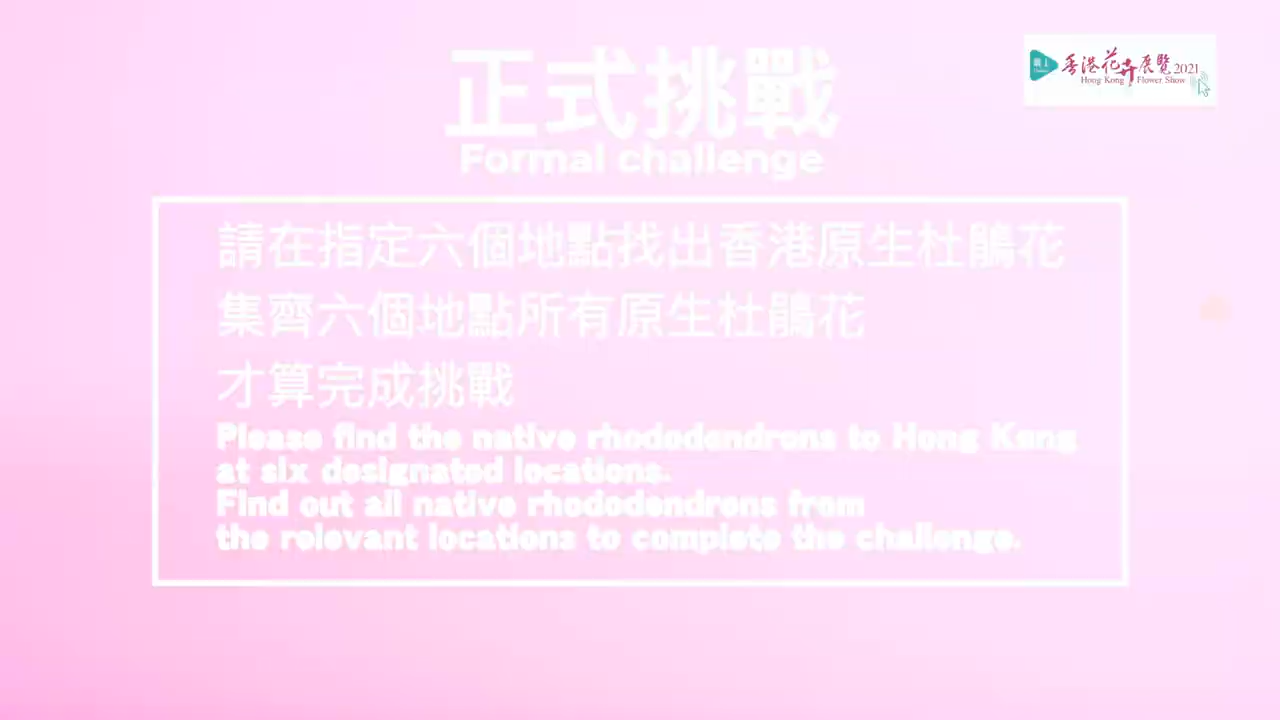 正式挑戰
Formal challenge
網上
香港花卉展覽2021
Hong Kong Flower Show
請在指定六個地點找出香港原生杜鵑花
集齊六個地點所有原生杜鵑花
才算完成挑戰
Please find the native rhododendrons to Hong Kong
at six designated locations.
Find out all native rhododendrons from
the relevant locations to complete the challenge.